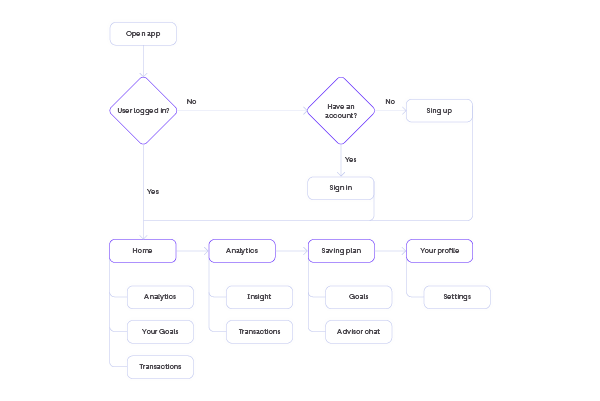 Open app
User logged in?
No
Have an
account?
No
Sing up
Yes
Sign in
Yes
Home
Analytics
Saving plan
Your profile
Analytics
Insight
Goals
Settings
Your Goals
Transactions
Advisor chat
Transactions